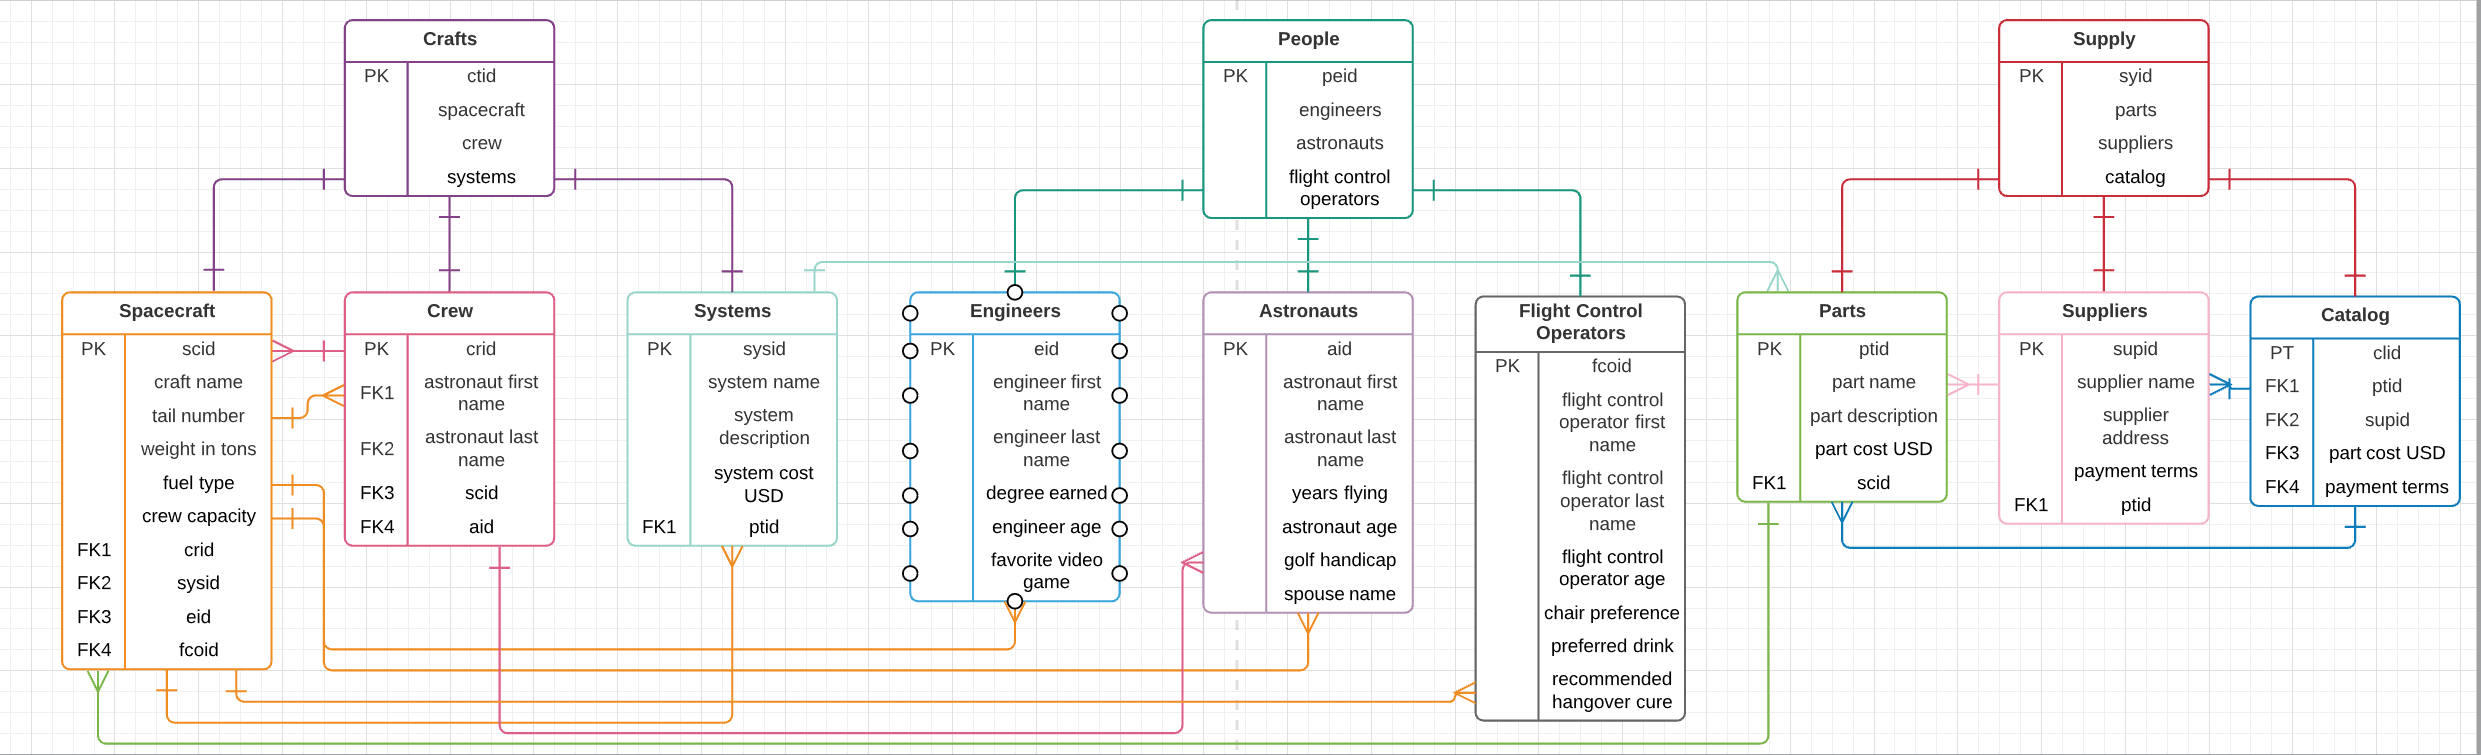 Crafts
PK ctid
spacecraft
crew
systems
People
PK peid
engineers
astronauts
flight control
operators
Supply
PK syid
parts
suppliers
catalog
Spacecraft
PK scid
craft name
tail number
weight in tons
fuel type
crew capacity
FK1 crid
FK2 sysid
FK3 eid
FK4 fcoid
Crew
PK crid
FK1 astronaut first
name
FK2 astronaut last
name
FK3 scid
FK4 aid
Systems
PK sysid
system name
system
description
system cost
USD
FK1 ptid
Engineers
PK eid
engineer first
name
engineer last
name
degree earned
engineer age
favorite video
game
Astronauts
PK aid
astronaut first
name
astronaut last
name
years flying
astronaut age
golf handicap
spouse name
Flight Control
Operators
PK fcoid
flight control
operator first
name
flight control
operator last
name
flight control
operator age
chair preference
preferred drink
recommended
hangover cure
Parts
PK ptid
part name
part description
part cost USD
FK1 scid
Suppliers
PK supid
supplier name
supplier
address
payment terms
FK1 ptid
Catalog
PT clid
FK1 ptid
FK2 supid
FK3 part cost USD
FK4 payment terms